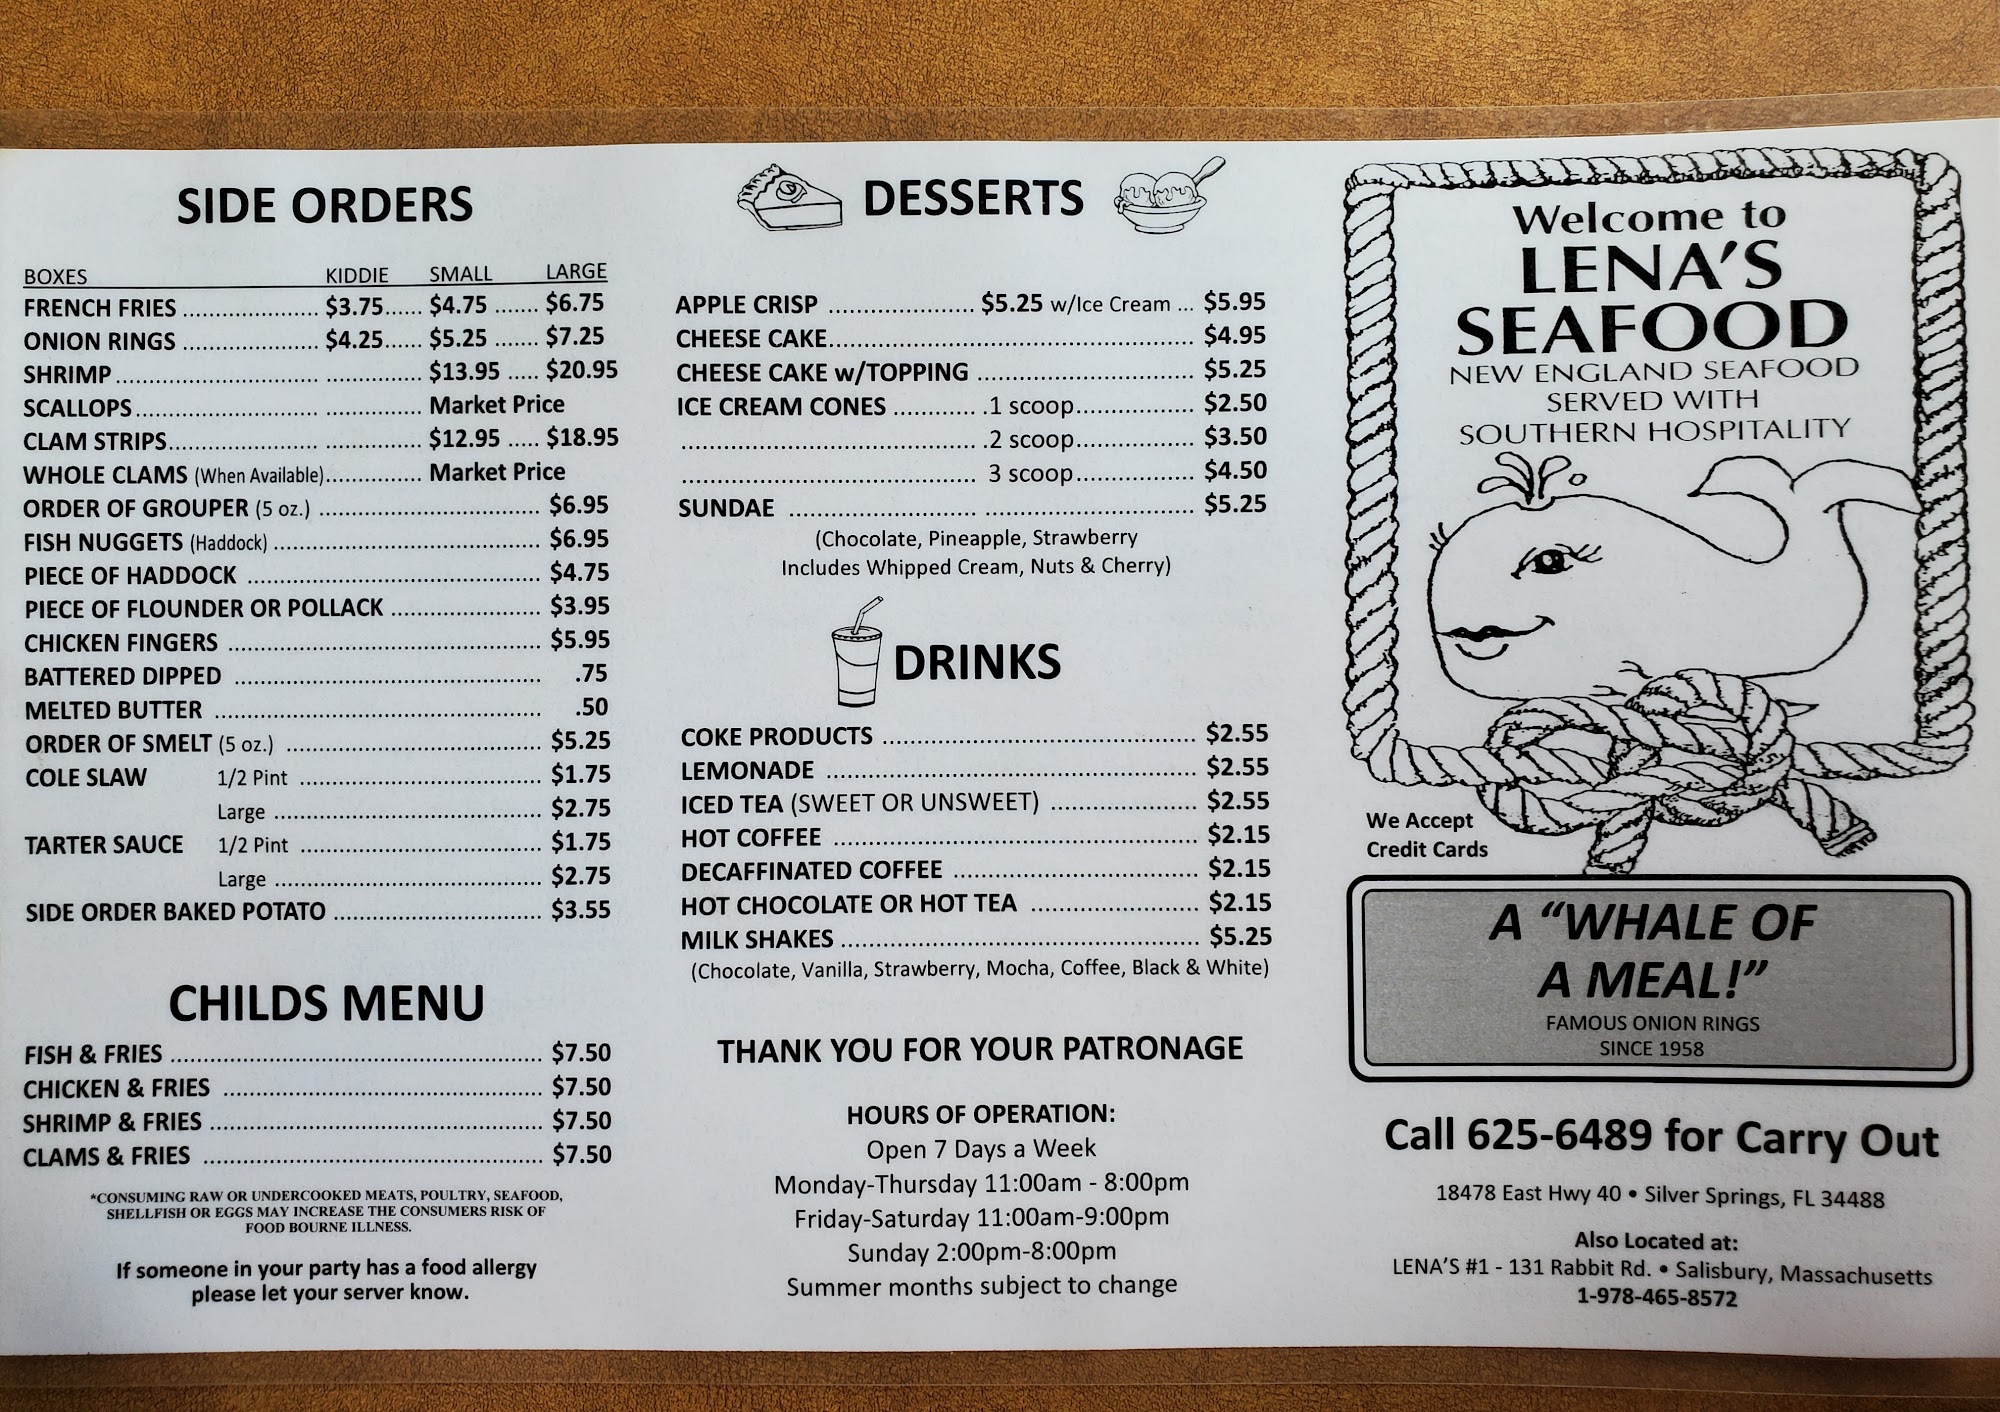 SIDE ORDERS
BOXES KIDDIE SMALL LARGE
FRENCH FRIES .................... $3.75...... $4.75 ....... $6.75
ONION RINGS .................... $4.25...... $5.25 ....... $7.25
SHRIMP.............................. .............. $13.95 ..... $20.95
SCALLOPS........................... .............. Market Price
CLAM STRIPS...................... .............. $12.95 ..... $18.95
WHOLE CLAMS (When Available).............. Market Price
ORDER OF GROUPER (5 oz.) ................................. $6.95
FISH NUGGETS (Haddock) ....................................... $6.95
PIECE OF HADDOCK ........................................... $4.75
PIECE OF FLOUNDER OR POLLACK ...................... $3.95
CHICKEN FINGERS .............................................. $5.95
BATTERED DIPPED ............................................. .75
MELTED BUTTER ................................................ .50
ORDER OF SMELT (5 oz.) ...................................... $5.25
COLE SLAW 1/2 Pint .................................... $1.75
Large ........................................ $2.75
TARTER SAUCE 1/2 Pint .................................... $1.75
Large ........................................ $2.75
SIDE ORDER BAKED POTATO ............................... $3.55
CHILDS MENU
FISH & FRIES ....................................................... $7.50
CHICKEN & FRIES ................................................ $7.50
SHRIMP & FRIES .................................................. $7.50
CLAMS & FRIES ................................................... $7.50
*CONSUMING RAW OR UNDERCOOKED MEATS, POULTRY, SEAFOOD,
SHELLFISH OR EGGS MAY INCREASE THE CONSUMERS RISK OF
FOOD BOURNE ILLNESS.
If someone in your party has a food allergy
please let your server know.
DESSERTS
APPLE CRISP ..................... $5.25 w/Ice Cream ... $5.95
CHEESE CAKE...................................................... $4.95
CHEESE CAKE w/TOPPING ................................ $5.25
ICE CREAM CONES ............ .1 scoop.................. $2.50
........................................... .2 scoop.................. $3.50
........................................... 3 scoop.................. $4.50
SUNDAE ........................... ............................... $5.25
(Chocolate, Pineapple, Strawberry
Includes Whipped Cream, Nuts & Cherry)
DRINKS
COKE PRODUCTS .............................................. $2.55
LEMONADE ...................................................... $2.55
ICED TEA (SWEET OR UNSWEET) ...................... $2.55
HOT COFFEE ..................................................... $2.15
DECAFFINATED COFFEE .................................... $2.15
HOT CHOCOLATE OR HOT TEA ......................... $2.15
MILK SHAKES .................................................... $5.25
(Chocolate, Vanilla, Strawberry, Mocha, Coffee, Black & White)
THANK YOU FOR YOUR PATRONAGE
HOURS OF OPERATION:
Open 7 Days a Week
Monday-Thursday 11:00am - 8:00pm
Friday-Saturday 11:00am-9:00pm
Sunday 2:00pm-8:00pm
Summer months subject to change
Welcome to
LENA'S
SEAFOOD
NEW ENGLAND SEAFOOD
SERVED WITH
SOUTHERN HOSPITALITY
We Accept
Credit Cards
A “WHALE OF
A MEAL!”
FAMOUS ONION RINGS
SINCE 1958
Call 625-6489 for Carry Out
18478 East Hwy 40 • Silver Springs, FL 34488
Also Located at:
LENA'S #1 - 131 Rabbit Rd. • Salisbury, Massachusetts
1-978-465-8572